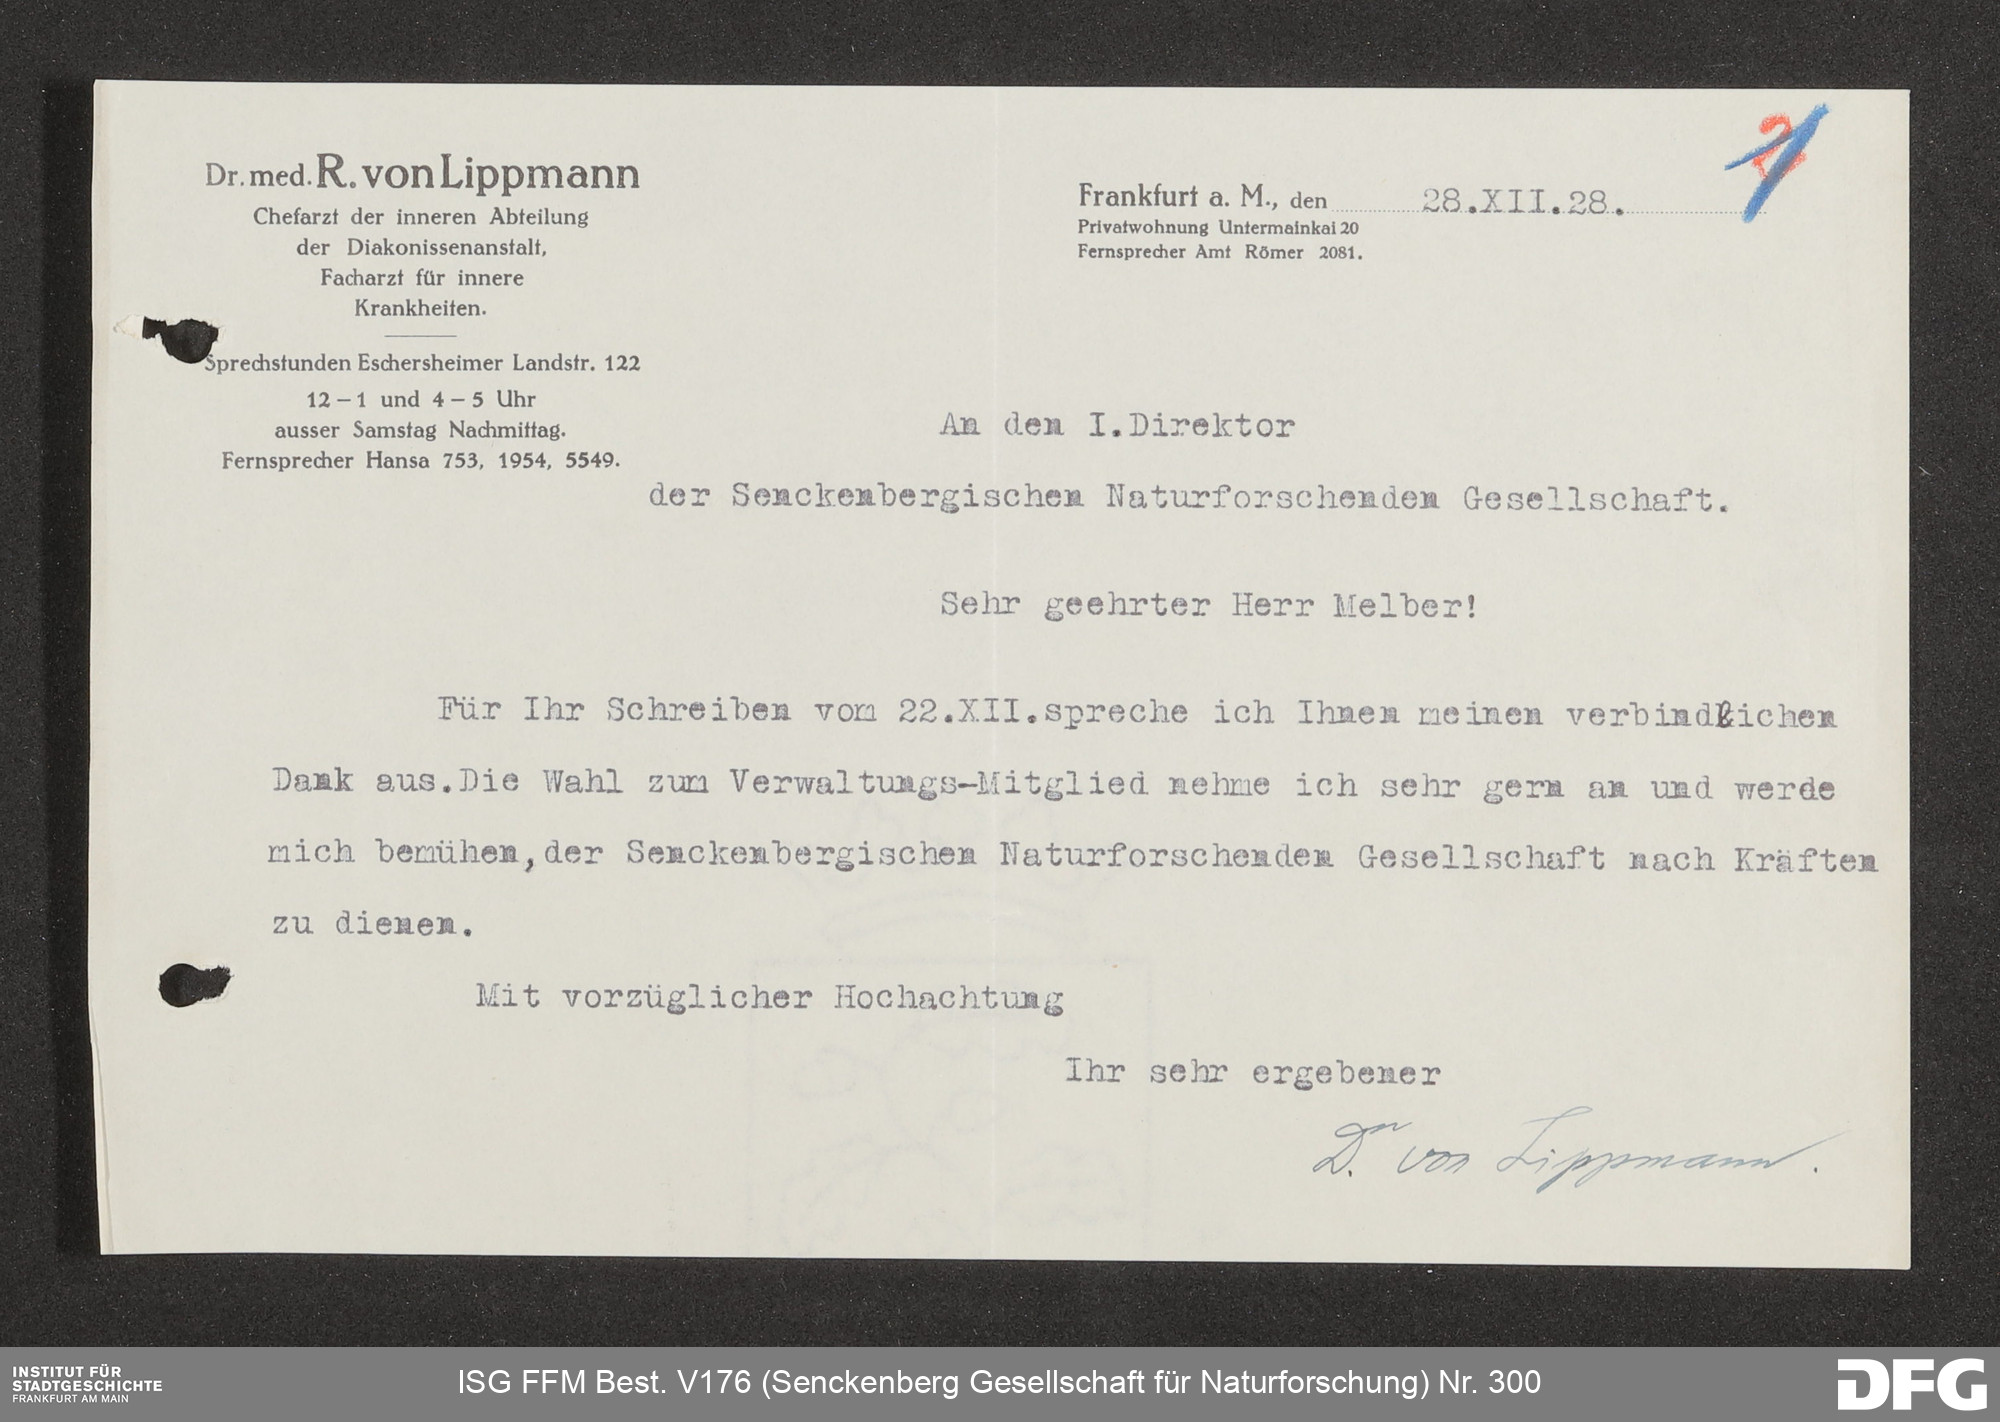 Dr. med. R. von Lippmann
Chefarzt der inneren Abteilung
der Diakonissenanstalt,
Facharzt für innere
Krankheiten.
Sprechstunden Eschersheimer Landstr. 122
12 – 1 und 4 – 5 Uhr
ausser Samstag Nachmittag.
Fernsprecher Hansa 753, 1954, 5549.
Frankfurt a. M., den 28.XII.28.
Privatwohnung Untermainkai 20
Fernsprecher Amt Römer 2081.
An den I.Direktor
der Senckenbergischen Naturforschenden Gesellschaft.
Sehr geehrter Herr Melber!
Für Ihr Schreiben vom 22.XII.spreche ich Ihnen meinen verbindlichen
Dank aus.Die Wahl zum Verwaltungs-Mitglied nehme ich sehr gern an und werde
mich bemühen,der Senckenbergischen Naturforschenden Gesellschaft nach Kräften
zu dienen.
Mit vorzüglicher Hochachtung
Ihr sehr ergebener
Dr. von Lippmann.
INSTITUT FÜR
STADTGESCHICHTE
FRANKFURT AM MAIN
ISG FFM Best. V176 (Senckenberg Gesellschaft für Naturforschung) Nr. 300
DFG